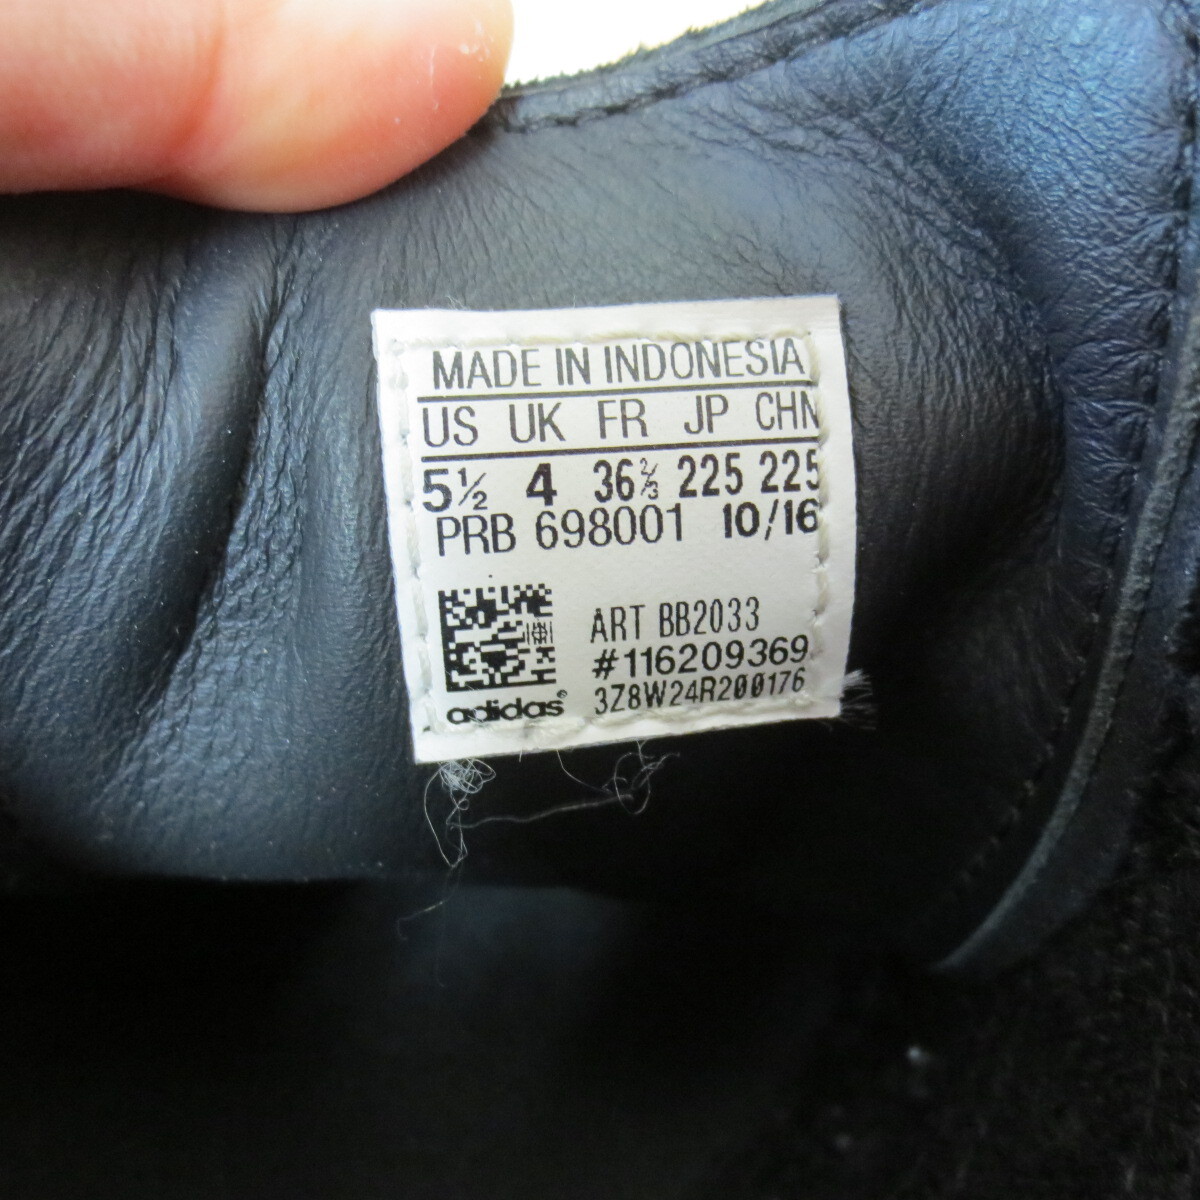 MADE IN INDONESIA
US UK FR JP CHN
5½ 4 36⅔ 225 225
PRB 698001 10/16
ART BB2033
#116209369
adidas® 3Z8W24R200176